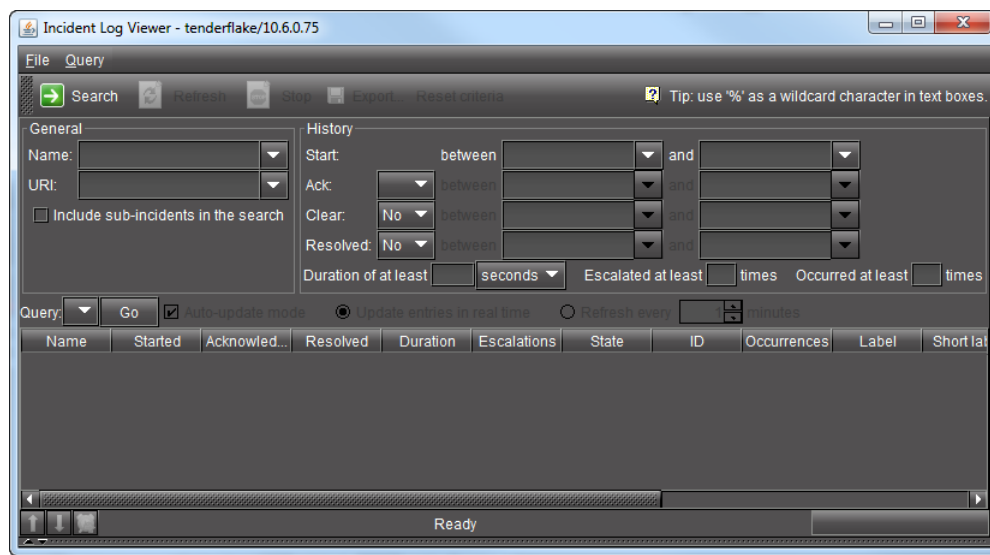 Incident Log Viewer - tenderflake/10.6.0.75
File Query
Search Refresh Stop Export... Reset criteria Tip: use '%' as a wildcard character in text boxes.
General History
Name: Start: between and
URI: Ack: between and
Include sub-incidents in the search Clear: No between and
Resolved: No between and
Duration of at least seconds Escalated at least times Occurred at least times
Query: Go Auto-update mode Update entries in real time Refresh every 1 minutes
Name Started Acknowled... Resolved Duration Escalations State ID Occurrences Label Short lab
Ready